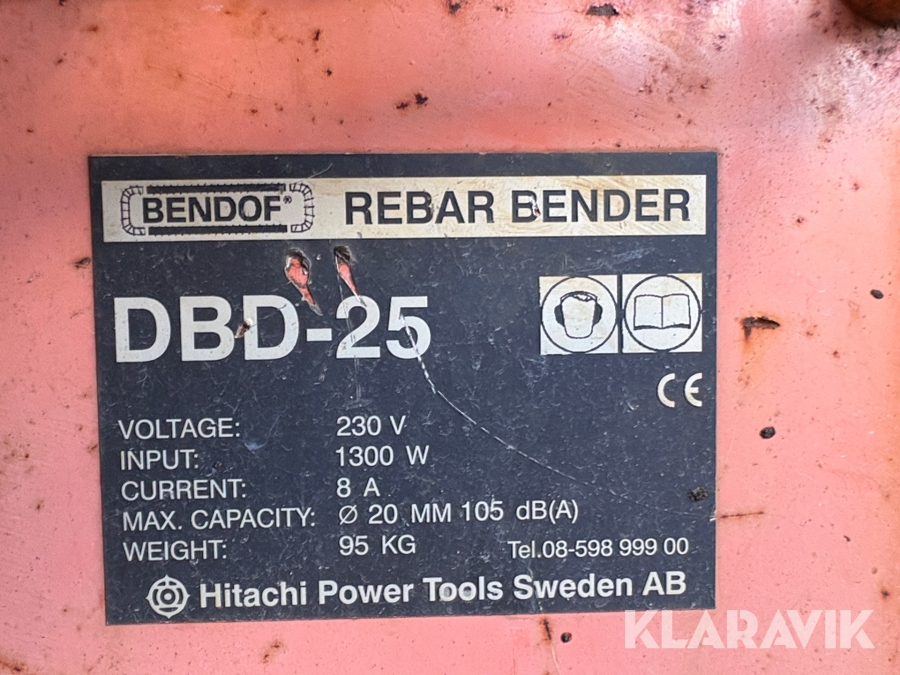 BENDOF® REBAR BENDER
DBD-25
CE
VOLTAGE: 230 V
INPUT: 1300 W
CURRENT: 8 A
MAX. CAPACITY: Ø 20 MM 105 dB(A)
WEIGHT: 95 KG Tel.08-598 999 00
Hitachi Power Tools Sweden AB
KLARAVIK